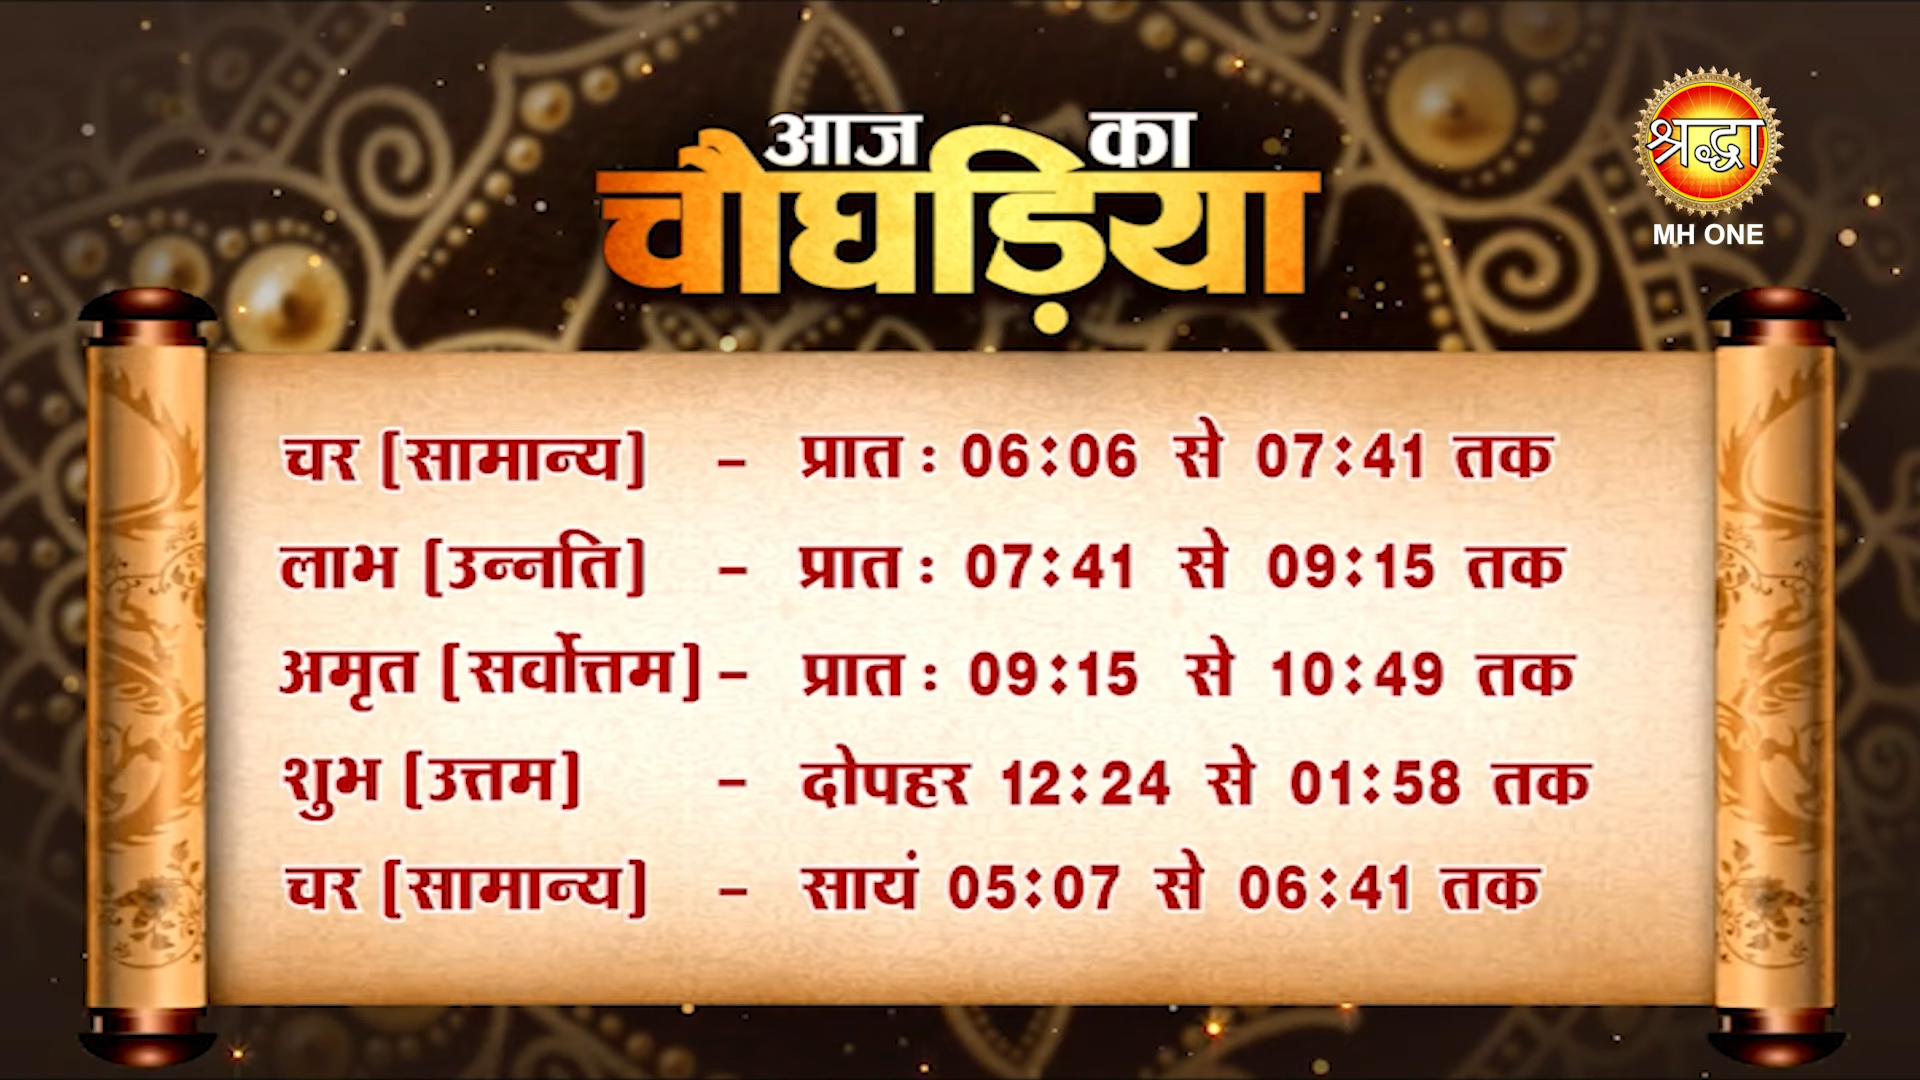 आज का
चौघड़िया
श्रद्धा
MH ONE
चर [सामान्य] - प्रात : 06:06 से 07:41 तक
लाभ [उन्नति] - प्रात : 07:41 से 09:15 तक
अमृत [सर्वोत्तम] - प्रात : 09:15 से 10:49 तक
शुभ [उत्तम] - दोपहर 12:24 से 01:58 तक
चर [सामान्य] - सायं 05:07 से 06:41 तक